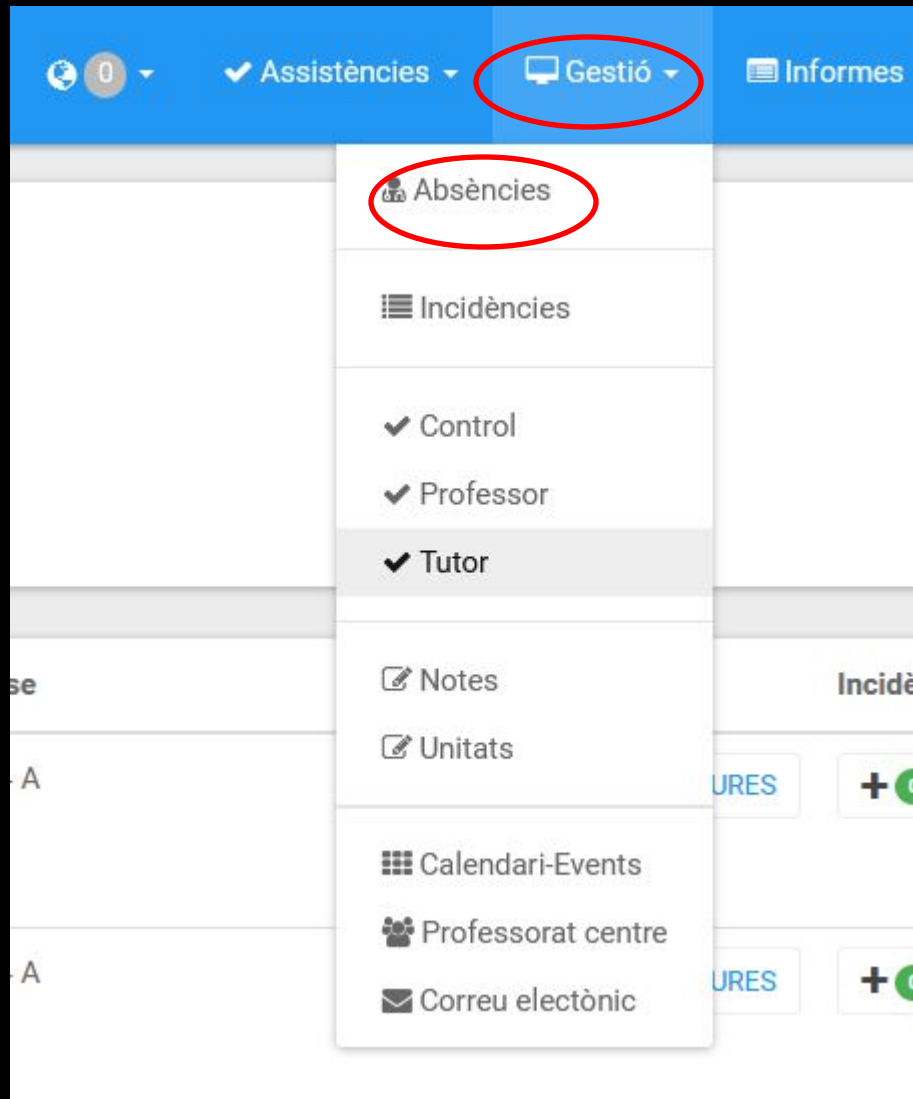 0 Assistències Gestió Informes
Absències
Incidències
Control
Professor
Tutor
se Notes Incidè
Unitats
A URES
Calendari-Events
Professorat centre
A URES
Correu electònic